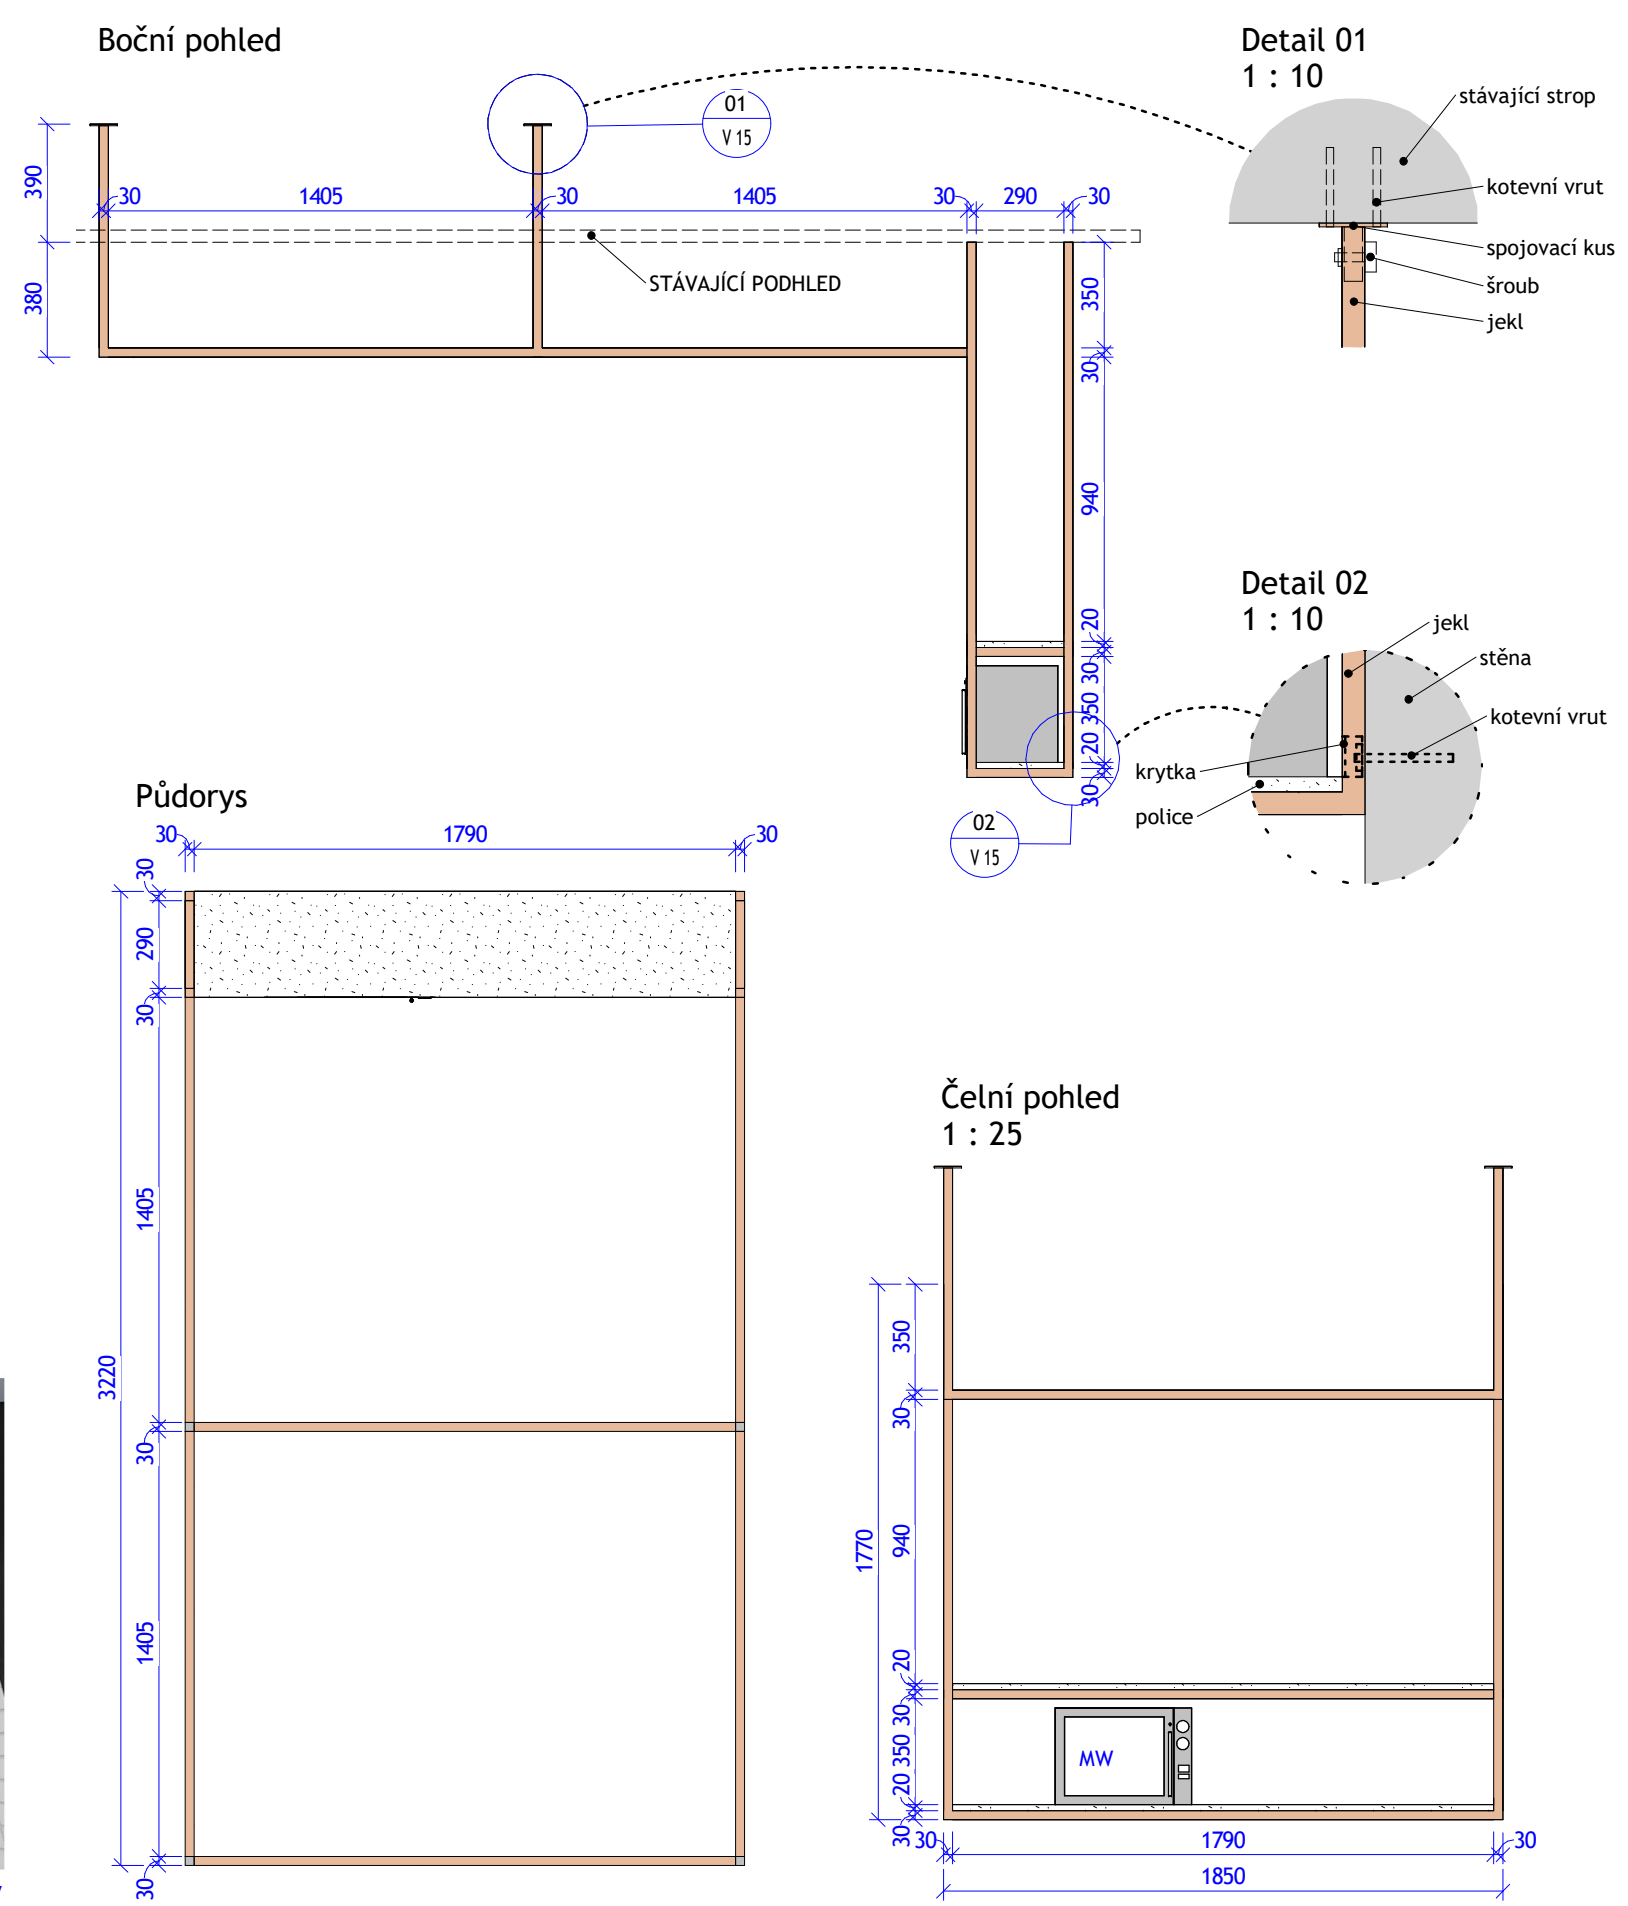 Boční pohled
01
V 15
390
30
1405
30
1405
30
290
30
380
STÁVAJÍCÍ PODHLED
350
30
940
20
30
350
20
30
02
V 15
Detail 01
1 : 10
stávající strop
kotevní vrut
spojovací kus
šroub
jekl
Detail 02
1 : 10
jekl
stěna
kotevní vrut
krytka
police
Půdorys
30
1790
30
30
290
30
1405
3220
30
1405
30
Čelní pohled
1 : 25
350
30
1770
940
20
30
350
20
30
MW
30
1790
30
1850